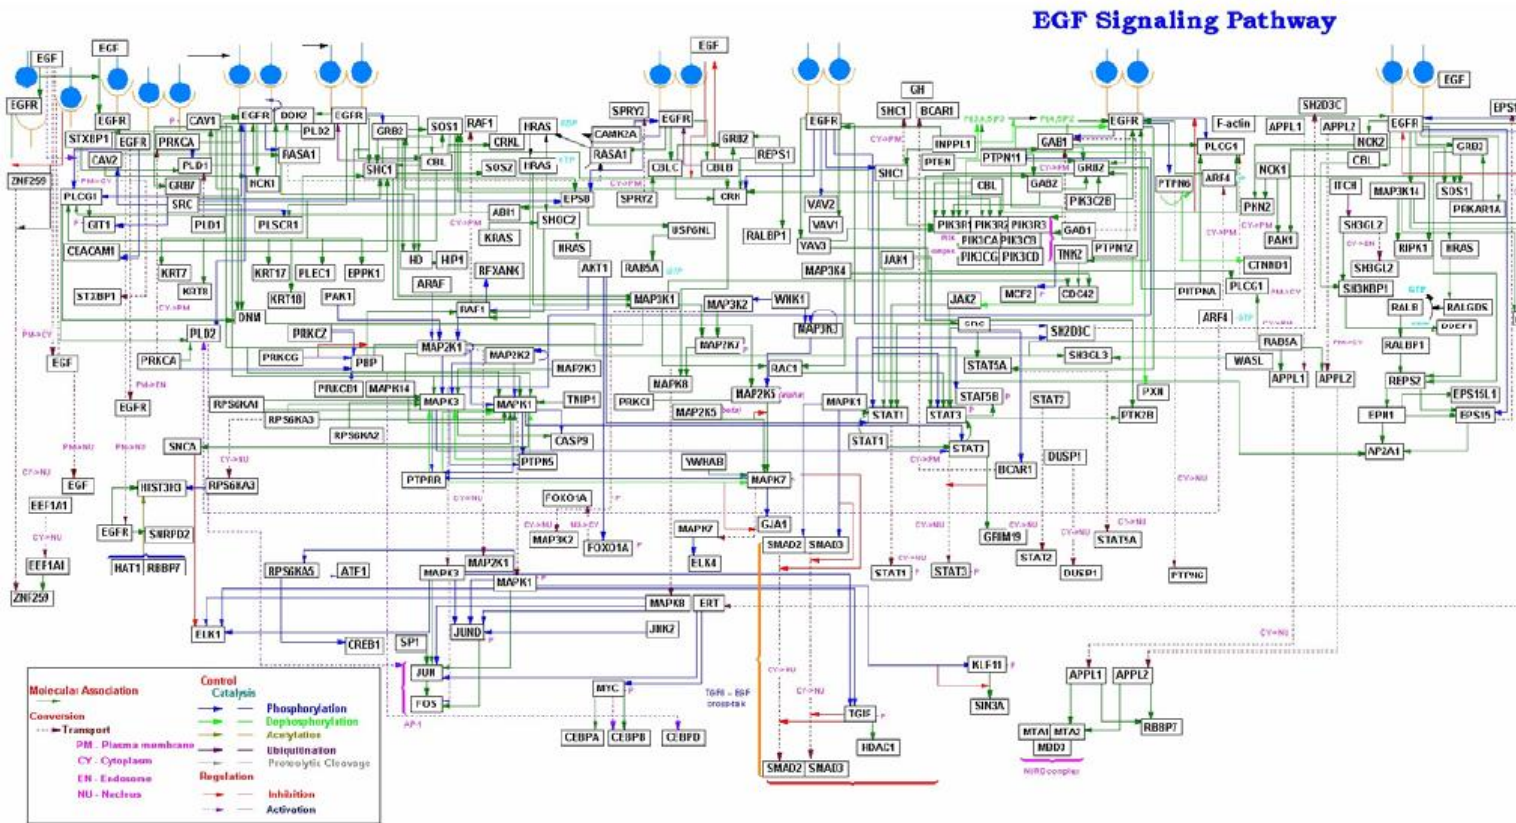 EGF Signaling Pathway
EGF
EGF
EGF
EGF
EGFR
EGFR
EGFR
EGFR
EGFR
EGFR
EGFR
EGFR
EGFR
STXBP1
PRKCA
CAV1
DOK2
PLD2
GRB2
SOS1
RAF1
HRAS
SPRY2
CAMK2A
GRB2
REPS1
GH
SHC1
BCAR1
INPPL1
PTEN
PTPN11
GAB1
F-actin
PLCG1
SH2D3C
APPL1
APPL2
NCK2
GRB2
ZNF259
CAV2
PLD1
RASA1
CBL
CRKL
SOS2
HRAS
RASA1
CBLC
CBLB
SHC1
CBL
GAB2
GRB2
PTPN6
ARF4
NCK1
CBL
MAP3K14
SOS1
PLCG1
GRB7
SRC
NCK1
SHC1
EPS8
SPRY2
CRK
VAV2
PIK3C2B
PKN2
ITCH
PRKAR1A
GIT1
PLD1
PLSCR1
ABI1
SHOC2
USP6NL
RALBP1
VAV1
VAV3
PIK3R1
PIK3R2
PIK3R3
PIK3CA
PIK3CB
PIK3CG
PIK3CD
GAD1
TNK2
PTPN12
PAK1
SH3GL2
RIPK1
HRAS
CEACAM1
KRT7
KRT8
KRT17
KRT18
PLEC1
EPPK1
PAK1
HD
HIP1
KRAS
NRAS
RFXANK
AKT1
RAB5A
MAP3K4
JAK1
CTNND1
SH3GL2
SH3KBP1
STXBP1
DNM
ARAF
RAF1
MAP3K1
MAP3K2
WNK1
MAP3K3
JAK2
MCF2
CDC42
PITPNA
PLCG1
ARF4
RALB
RALGDS
PLD2
PRKCZ
MAP2K1
MAP2K2
MAP2K7
SH2D3C
SH3GL3
RAB5A
WASL
RALBP1
EGF
PRKCA
PRKCG
PBP
PRKCB1
MAPK14
MAP2K3
MAPK8
RAC1
STAT5A
APPL1
APPL2
REPS2
EGFR
RPS6KA1
RPS6KA3
RPS6KA2
MAPK3
MAPK1
TNIP1
PRKCI
MAP2K5
MAP2K5
MAPK1
STAT1
STAT3
STAT5B
STAT2
PXN
PTK2B
EPS15L1
EPN1
EPS15
SNCA
CASP9
PTPN5
STAT1
STAT3
DUSP1
AP2A1
EGF
HIST3H3
RPS6KA3
PTPRR
YWHAB
MAPK7
BCAR1
EEF1A1
EGFR
SNRPD2
FOXO1A
MAP3K2
FOXO1A
MAPK7
GJA1
GRIM19
STAT5A
EEF1A1
HAT1
RBBP7
RPS6KA5
ATF1
MAPK3
MAP2K1
MAPK1
ELK4
SMAD2
SMAD3
STAT1
STAT3
STAT2
DUSP1
ZNF259
MAPK8
ERT
ELK1
CREB1
SP1
JUND
JNK2
JUN
FOS
AP-1
MYC
CEBPA
CEBPB
CEBPD
TGIF
HDAC1
KLF11
SIN3A
SMAD2
SMAD3
APPL1
APPL2
MTA1
MTA2
MBD3
RBBP7
NURD complex
Molecular Association
Conversion
Transport
PM - Plasma membrane
CY - Cytoplasm
EN - Endosome
NU - Nucleus
Control
Catalysis
Phosphorylation
Dephosphorylation
Acetylation
Ubiquitination
Proteolytic Cleavage
Regulation
Inhibition
Activation